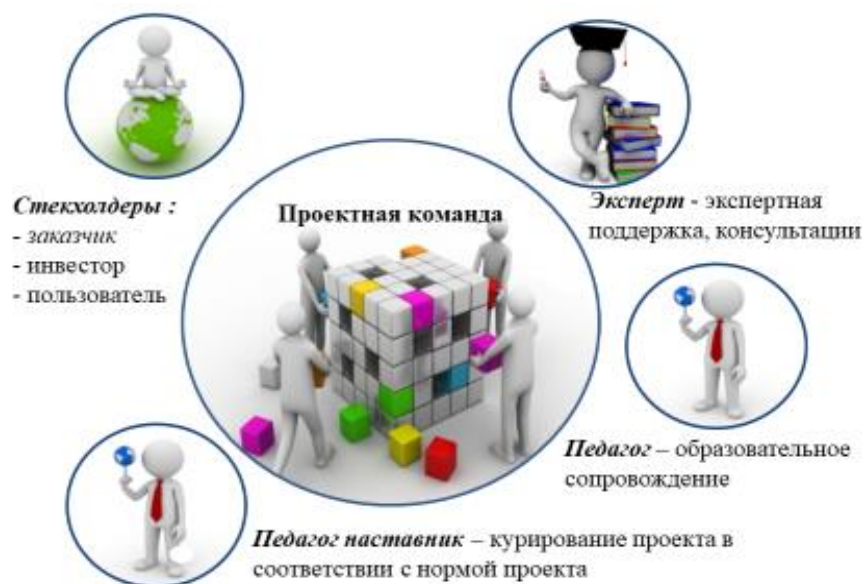 Стекхолдеры :
- заказчик
- инвестор
- пользователь
Проектная команда
Эксперт - экспертная
поддержка, консультации
Педагог – образовательное
сопровождение
Педагог наставник – курирование проекта в
соответствии с нормой проекта